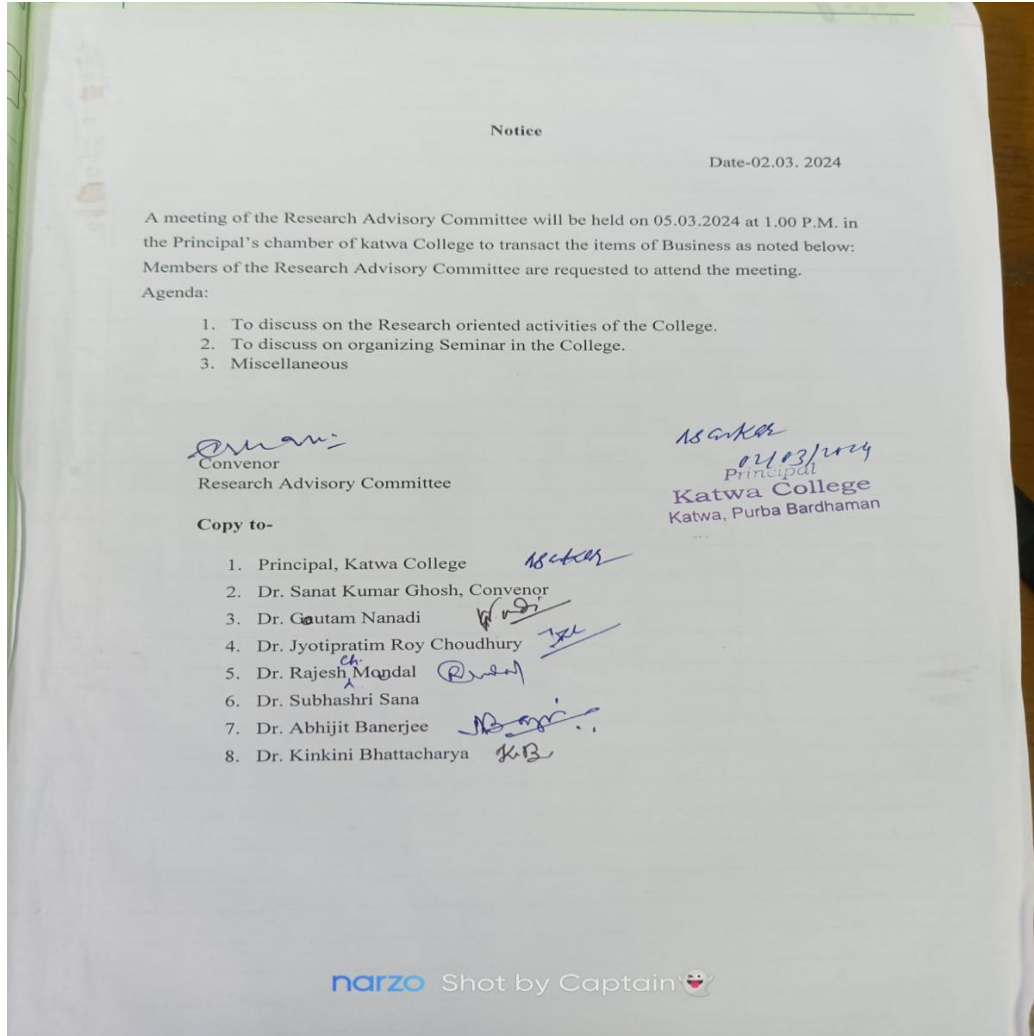 Notice
Date-02.03. 2024
A meeting of the Research Advisory Committee will be held on 05.03.2024 at 1.00 P.M. in
the Principal's chamber of katwa College to transact the items of Business as noted below:
Members of the Research Advisory Committee are requested to attend the meeting.
Agenda:
1. To discuss on the Research oriented activities of the College.
2. To discuss on organizing Seminar in the College.
3. Miscellaneous
Convenor
Research Advisory Committee
02/03/2024
Principal
Katwa College
Katwa, Purba Bardhaman
Copy to-
1. Principal, Katwa College
2. Dr. Sanat Kumar Ghosh, Convenor
3. Dr. Goutam Nanadi
4. Dr. Jyotipratim Roy Choudhury
5. Dr. Rajesh Ch. Mondal
6. Dr. Subhashri Sana
7. Dr. Abhijit Banerjee
8. Dr. Kinkini Bhattacharya KB
narzo Shot by Captain